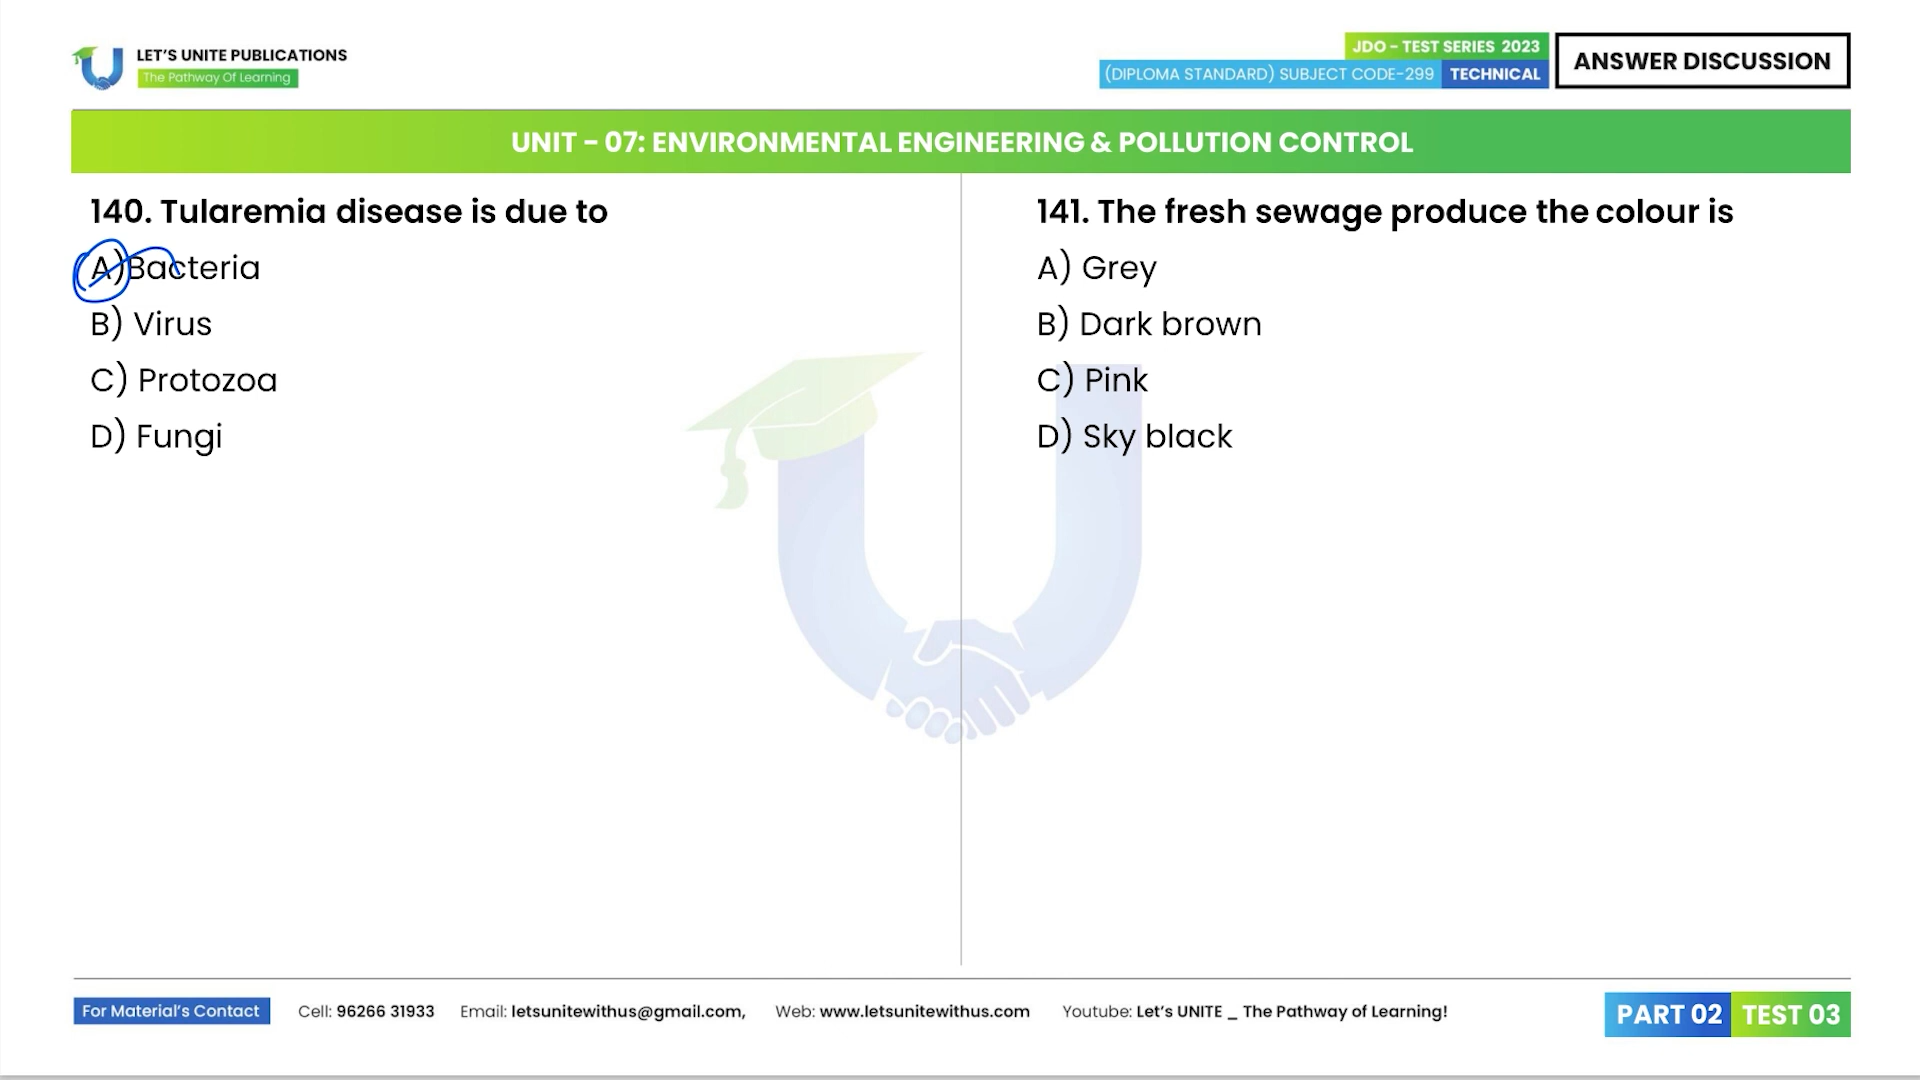 LET'S UNITE PUBLICATIONS
The Pathway Of Learning
JDO - TEST SERIES 2023
(DIPLOMA STANDARD) SUBJECT CODE-299 TECHNICAL
ANSWER DISCUSSION
UNIT - 07: ENVIRONMENTAL ENGINEERING & POLLUTION CONTROL
140. Tularemia disease is due to
A) Bacteria
B) Virus
C) Protozoa
D) Fungi
141. The fresh sewage produce the colour is
A) Grey
B) Dark brown
C) Pink
D) Sky black
For Material's Contact Cell: 96266 31933 Email: letsunitewithus@gmail.com, Web: www.letsunitewithus.com Youtube: Let's UNITE _ The Pathway of Learning!
PART 02 TEST 03